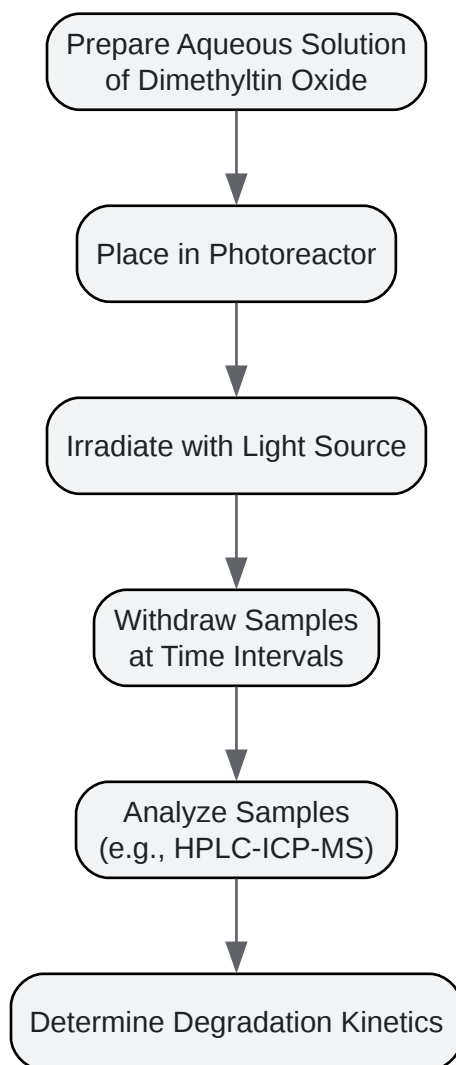 Prepare Aqueous Solution
of Dimethyltin Oxide
Place in Photoreactor
Irradiate with Light Source
Withdraw Samples
at Time Intervals
Analyze Samples
(e.g., HPLC-ICP-MS)
Determine Degradation Kinetics